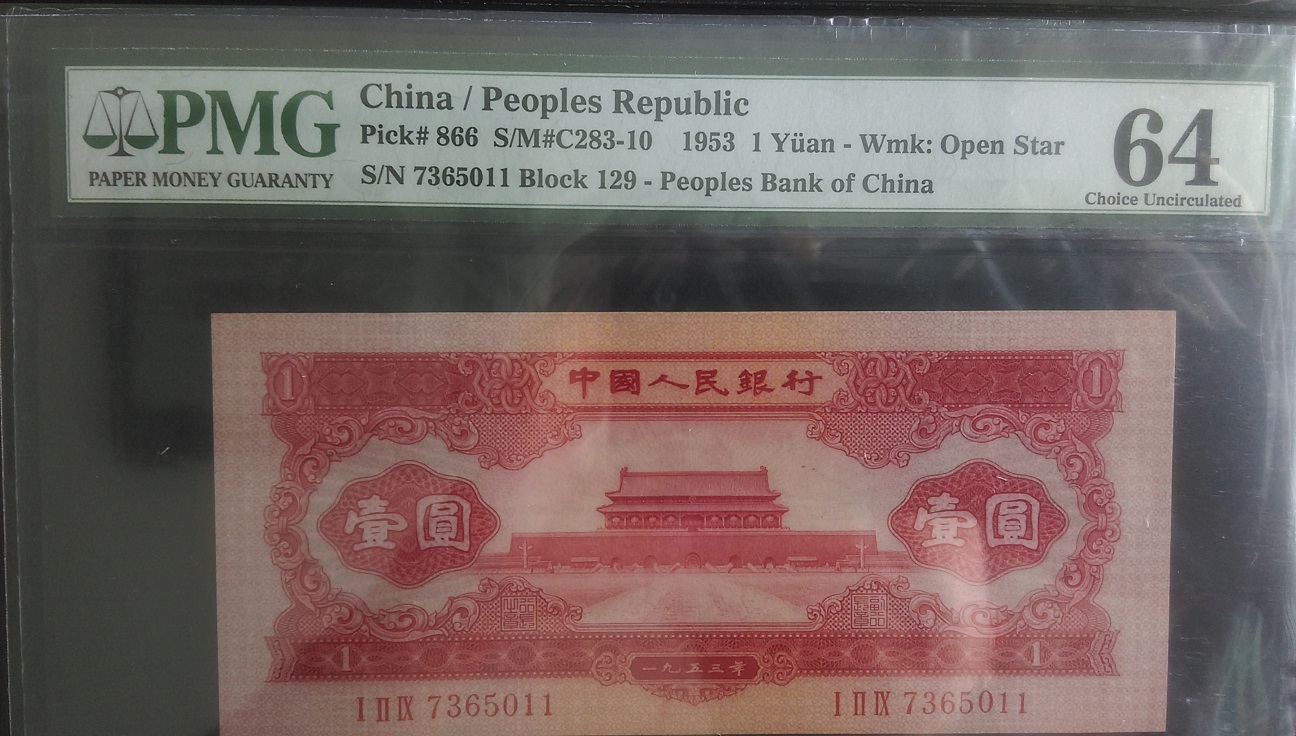 PMG
PAPER MONEY GUARANTY
China / Peoples Republic
Pick# 866 S/M#C283-10 1953 1 Yüan - Wmk: Open Star
S/N 7365011 Block 129 - Peoples Bank of China
64
Choice Uncirculated
1 中國人民銀行 1
壹圓 壹圓
1 一九五三年 1
I II IX 7365011 I II IX 7365011